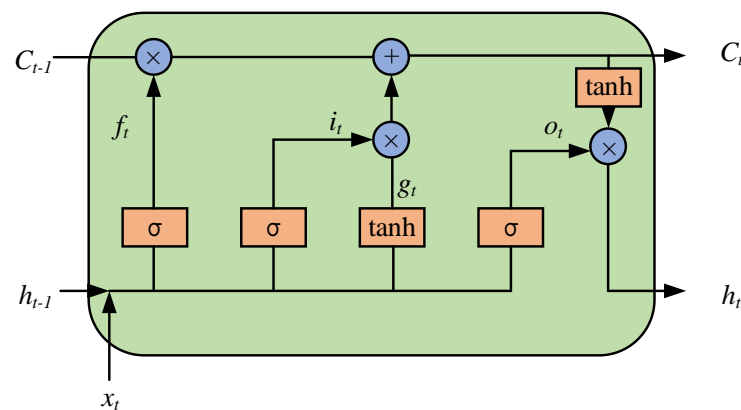 C_{t-1} × + C_t
tanh
f_t i_t × o_t ×
g_t
σ σ tanh σ
h_{t-1} h_t
x_t